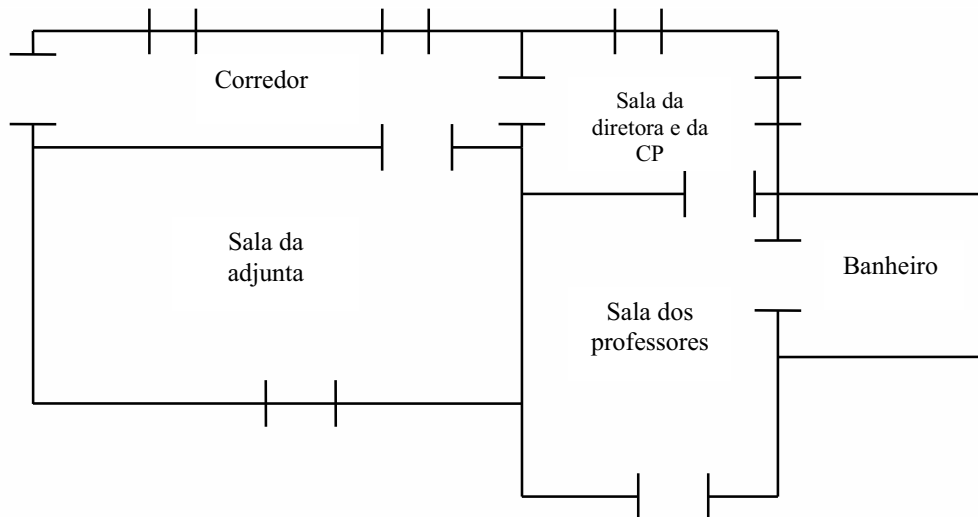 Corredor
Sala da
diretora e da
CP
Sala da
adjunta
Banheiro
Sala dos
professores